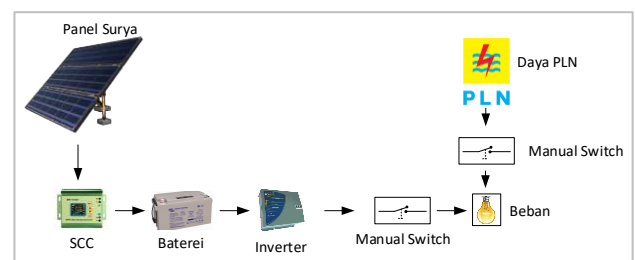 Panel Surya
Daya PLN
PLN
Manual Switch
Beban
SCC
Baterei
Inverter
Manual Switch